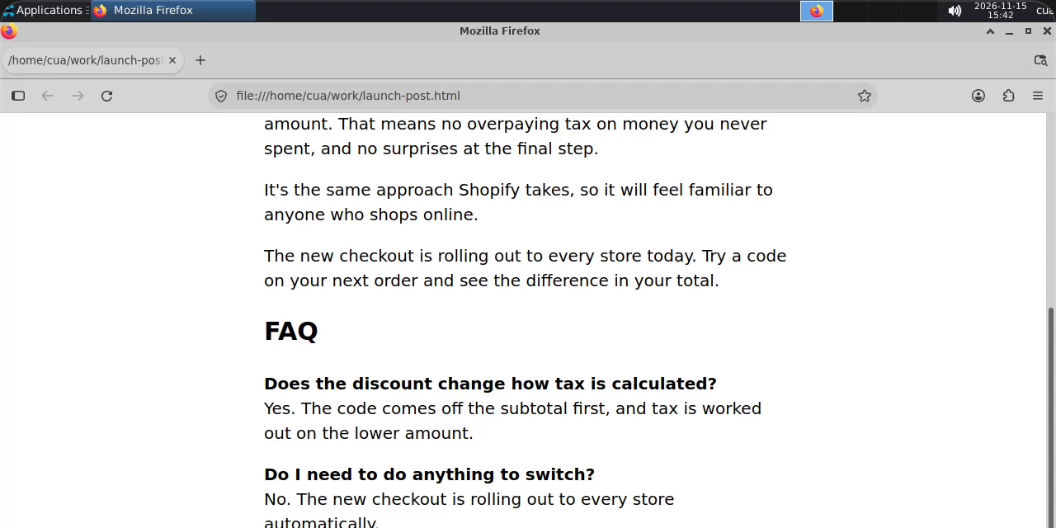 Applications
Mozilla Firefox
2026-11-15
15:42
cua
Mozilla Firefox
/home/cua/work/launch-pos
file:///home/cua/work/launch-post.html
amount. That means no overpaying tax on money you never
spent, and no surprises at the final step.
It's the same approach Shopify takes, so it will feel familiar to
anyone who shops online.
The new checkout is rolling out to every store today. Try a code
on your next order and see the difference in your total.
FAQ
Does the discount change how tax is calculated?
Yes. The code comes off the subtotal first, and tax is worked
out on the lower amount.
Do I need to do anything to switch?
No. The new checkout is rolling out to every store
automatically.